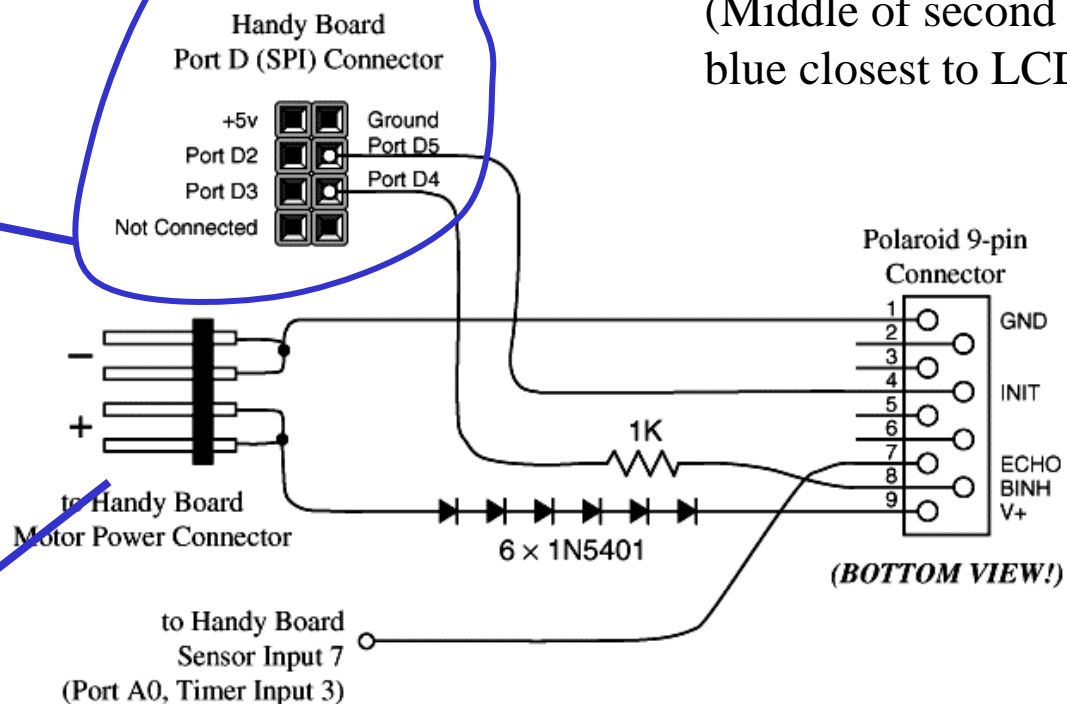 (Middle of second
blue closest to LCD
Handy Board
Port D (SPI) Connector
+5v
Ground
Port D2
Port D5
Port D3
Port D4
Not Connected
Polaroid 9-pin
Connector
1
GND
2
3
4
INIT
5
6
7
ECHO
8
BINH
9
V+
(BOTTOM VIEW!)
−
+
to Handy Board
Motor Power Connector
1K
6 × 1N5401
to Handy Board
Sensor Input 7
(Port A0, Timer Input 3)